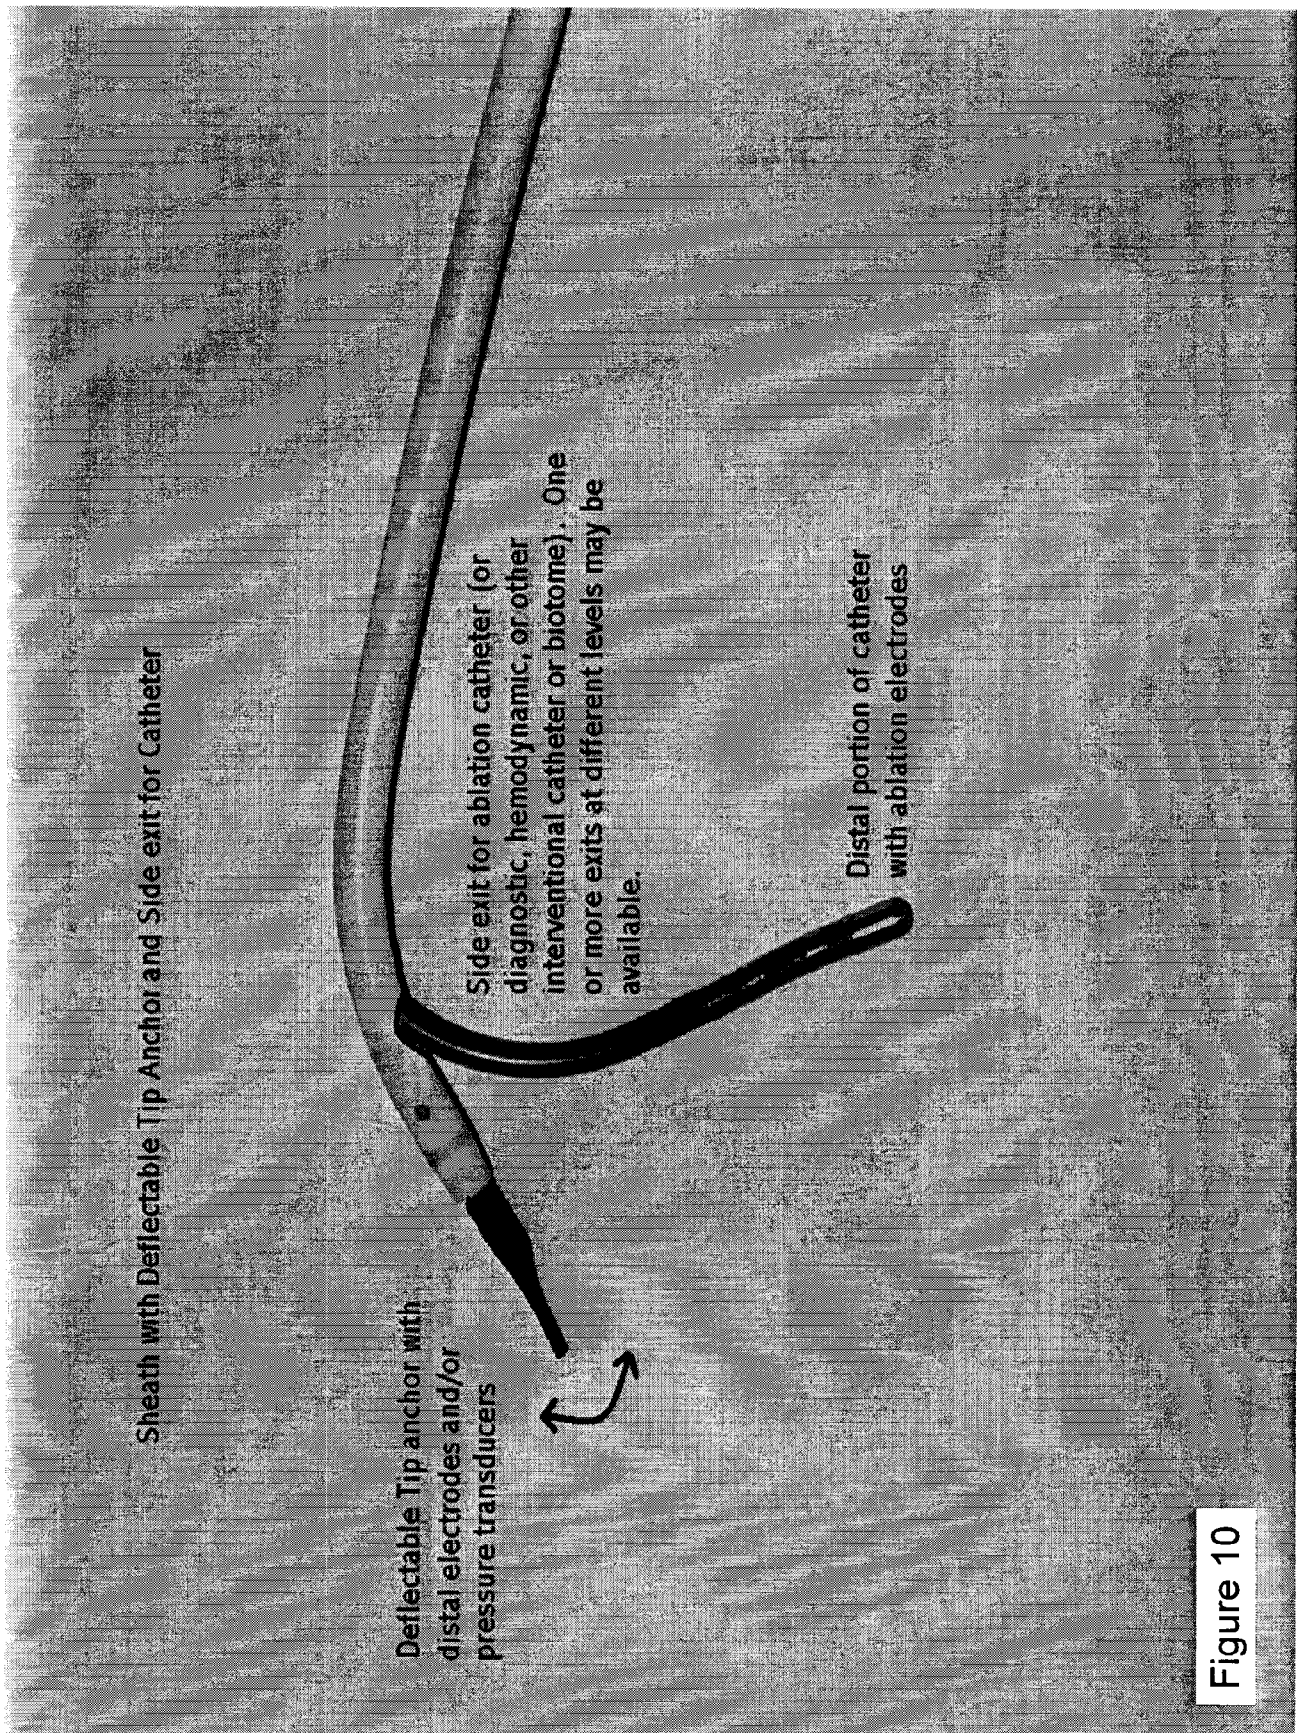 Sheath with Deflectable Tip Anchor and Side exit for Catheter
Deflectable Tip anchor with
distal electrodes and/or
pressure transducers
Side exit for ablation catheter (or
diagnostic, hemodynamic, or other
interventional catheter or biotome). One
or more exits at different levels may be
available.
Distal portion of catheter
with ablation electrodes
Figure 10